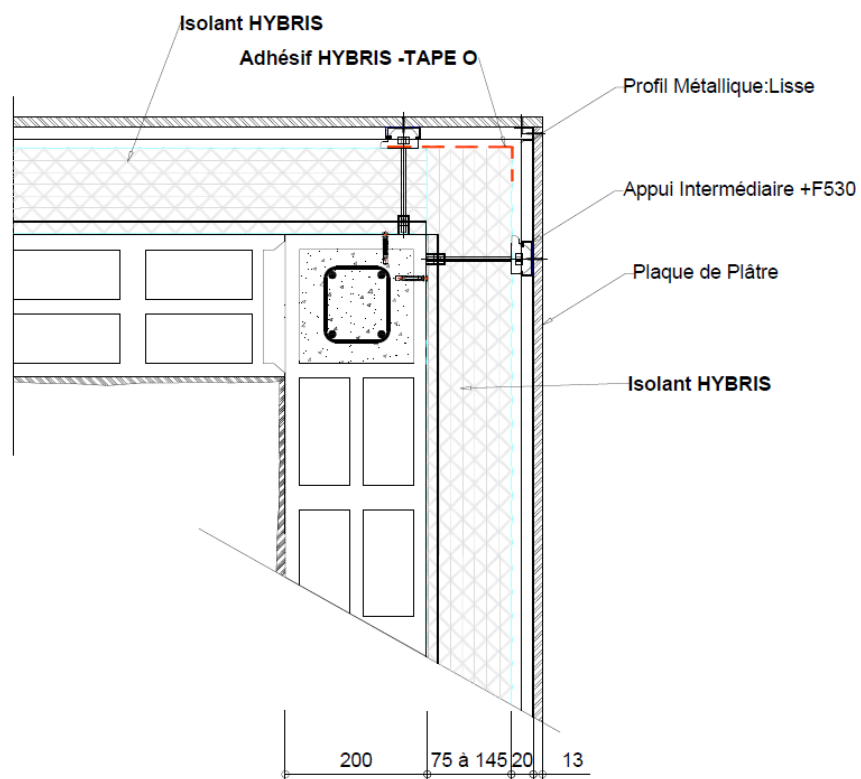 Isolant HYBRIS
Adhésif HYBRIS -TAPE O
Profil Métallique:Lisse
Appui Intermédiaire +F530
Plaque de Plâtre
Isolant HYBRIS
200 75 à 145 20 13